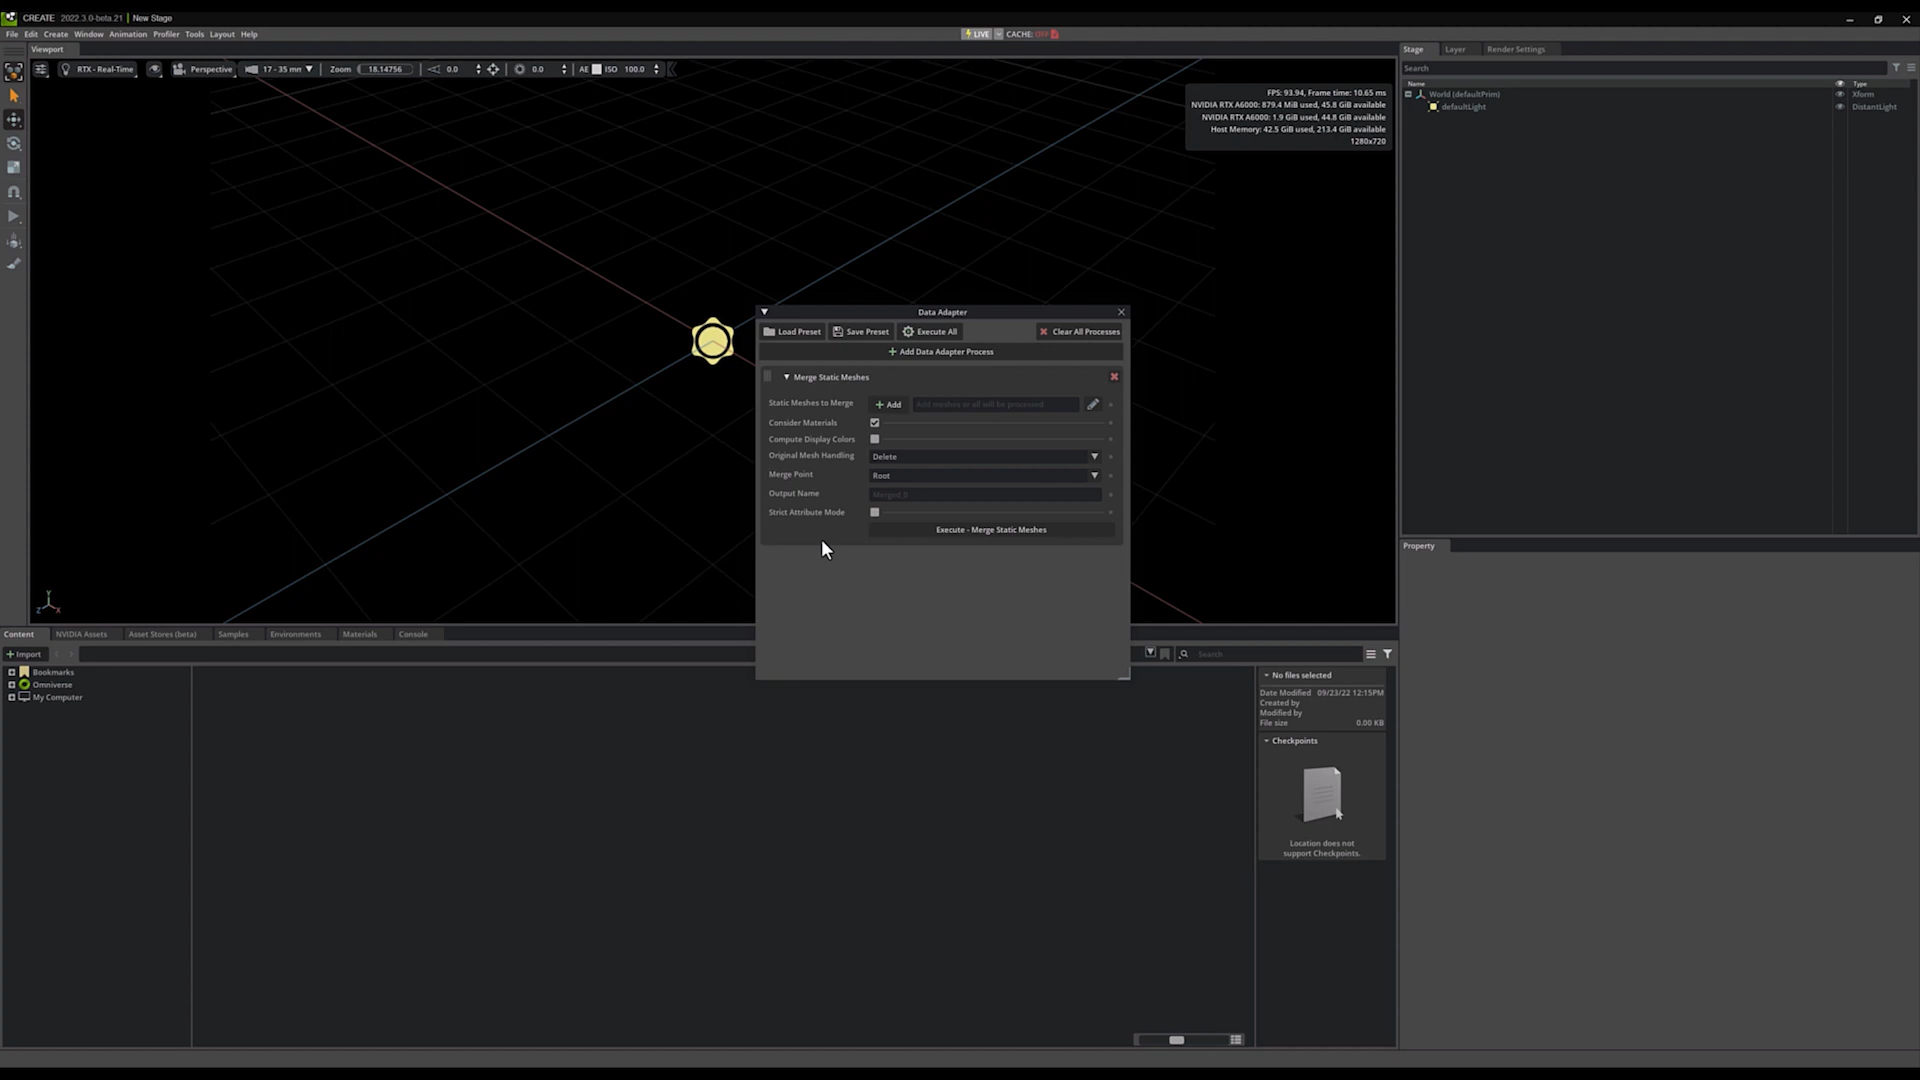 CREATE 2022.3.0-beta.21 | New Stage
File Edit Create Window Animation Profiler Tools Layout Help
LIVE CACHE: OFF
Viewport
RTX - Real-Time Perspective 17 - 35 mm Zoom 18.14756 0.0 0.0 AE ISO 100.0
FPS: 93.94, Frame time: 10.65 ms
NVIDIA RTX A6000: 879.4 MiB used, 45.8 GiB available
NVIDIA RTX A6000: 1.9 GiB used, 44.8 GiB available
Host Memory: 42.5 GiB used, 213.4 GiB available
1280x720
Stage Layer Render Settings
Search
Name Type
World (defaultPrim) Xform
defaultLight DistantLight
Data Adapter
Load Preset Save Preset Execute All Clear All Processes
Add Data Adapter Process
Merge Static Meshes
Static Meshes to Merge + Add Add meshes or all will be processed
Consider Materials
Compute Display Colors
Original Mesh Handling Delete
Merge Point Root
Output Name Merged_0
Strict Attribute Mode
Execute - Merge Static Meshes
Y
Z X
Property
Content NVIDIA Assets Asset Stores (beta) Samples Environments Materials Console
+ Import Search
Bookmarks
Omniverse
My Computer
No files selected
Date Modified 09/23/22 12:15PM
Created by
Modified by
File size 0.00 KB
Checkpoints
Location does not
support Checkpoints.